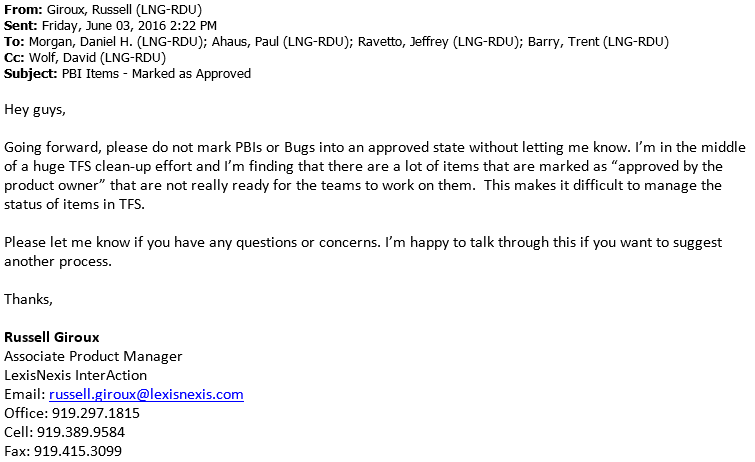 From: Giroux, Russell (LNG-RDU)
Sent: Friday, June 03, 2016 2:22 PM
To: Morgan, Daniel H. (LNG-RDU); Ahaus, Paul (LNG-RDU); Ravetto, Jeffrey (LNG-RDU); Barry, Trent (LNG-RDU)
Cc: Wolf, David (LNG-RDU)
Subject: PBI Items - Marked as Approved
Hey guys,
Going forward, please do not mark PBIs or Bugs into an approved state without letting me know. I’m in the middle
of a huge TFS clean-up effort and I’m finding that there are a lot of items that are marked as “approved by the
product owner” that are not really ready for the teams to work on them.  This makes it difficult to manage the
status of items in TFS.
Please let me know if you have any questions or concerns. I’m happy to talk through this if you want to suggest
another process.
Thanks,
Russell Giroux
Associate Product Manager
LexisNexis InterAction
Email: russell.giroux@lexisnexis.com
Office: 919.297.1815
Cell: 919.389.9584
Fax: 919.415.3099